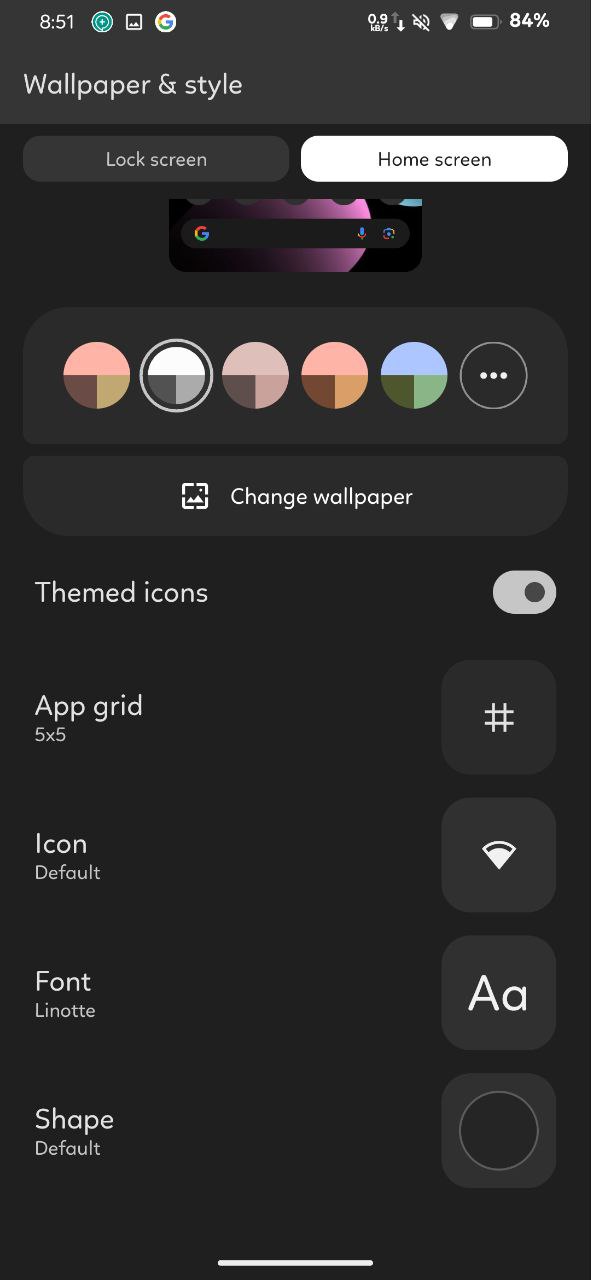 8:51
0.9
kB/s
84%
Wallpaper & style
Lock screen
Home screen
Change wallpaper
Themed icons
App grid
5x5
Icon
Default
Font
Linotte
Aa
Shape
Default